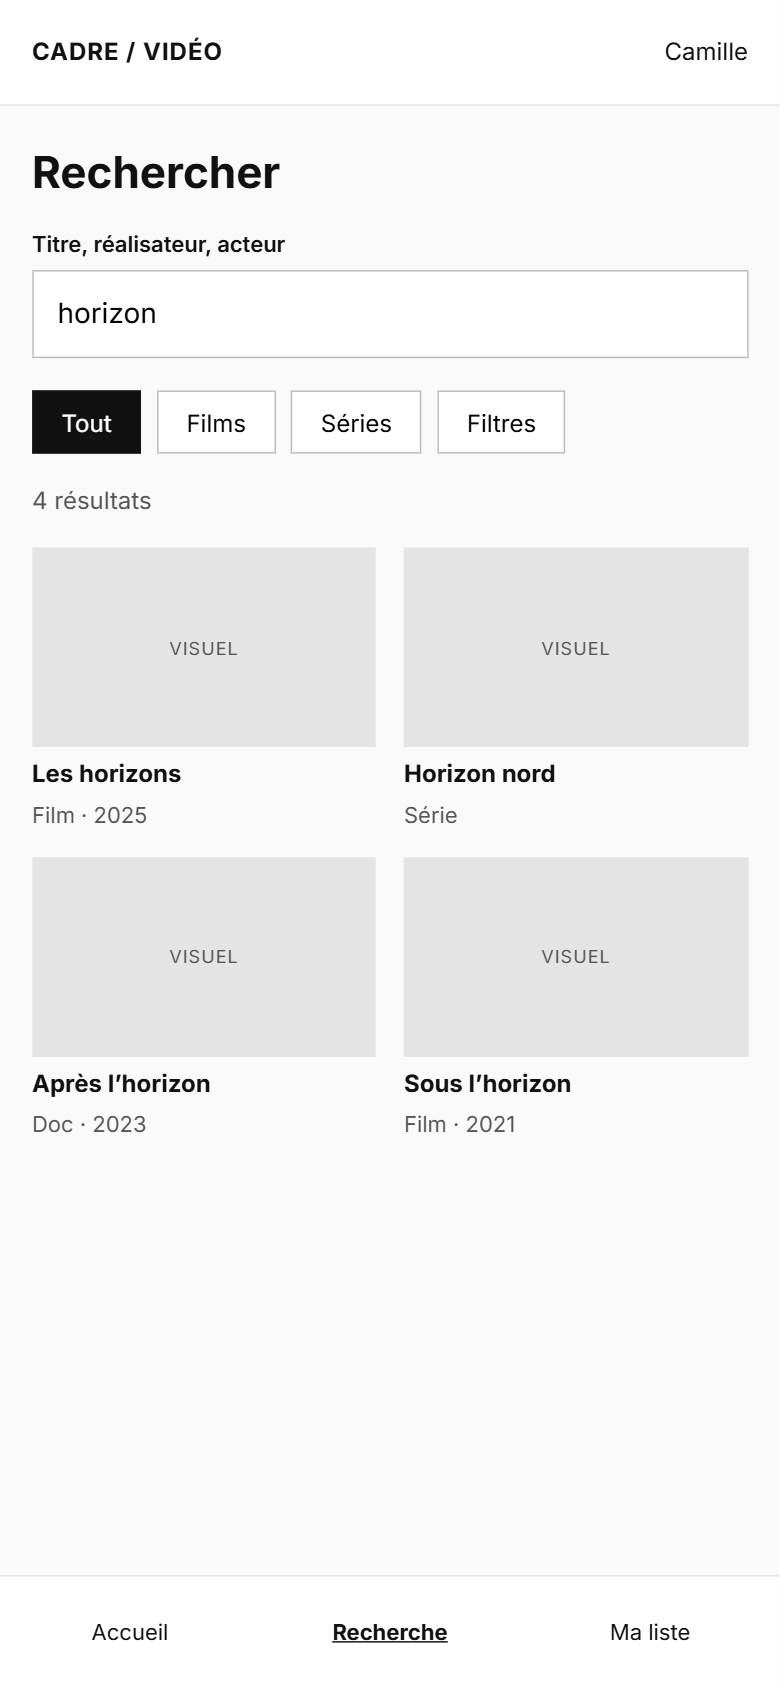 CADRE / VIDÉO
Camille
Rechercher
Titre, réalisateur, acteur
horizon
Tout
Films
Séries
Filtres
4 résultats
VISUEL
VISUEL
Les horizons
Horizon nord
Film · 2025
Série
VISUEL
VISUEL
Après l’horizon
Sous l’horizon
Doc · 2023
Film · 2021
Accueil
Recherche
Ma liste